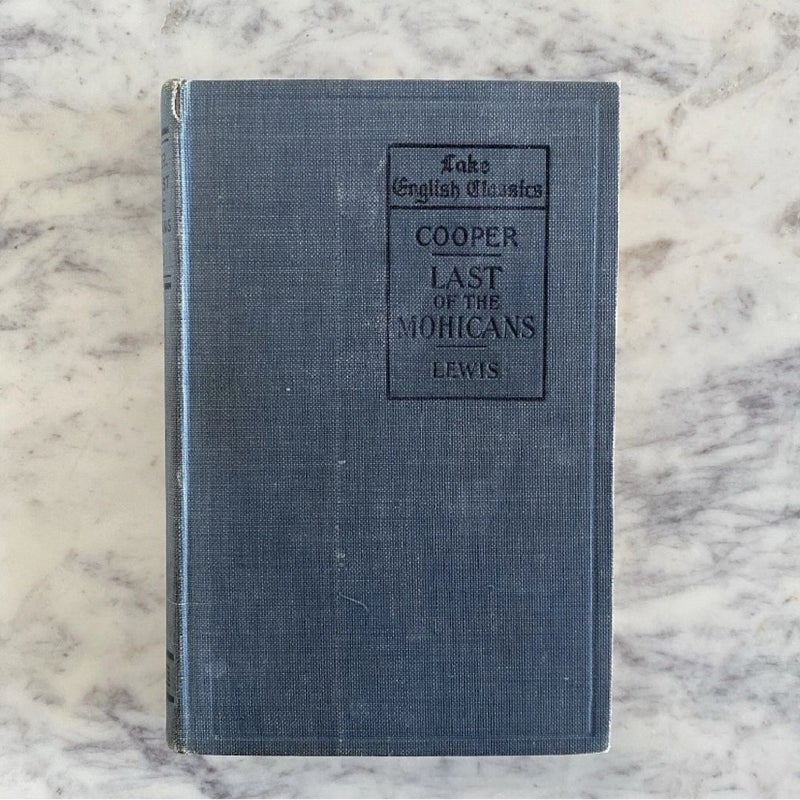 Lake
English Classics
COOPER
LAST
OF THE
MOHICANS
LEWIS